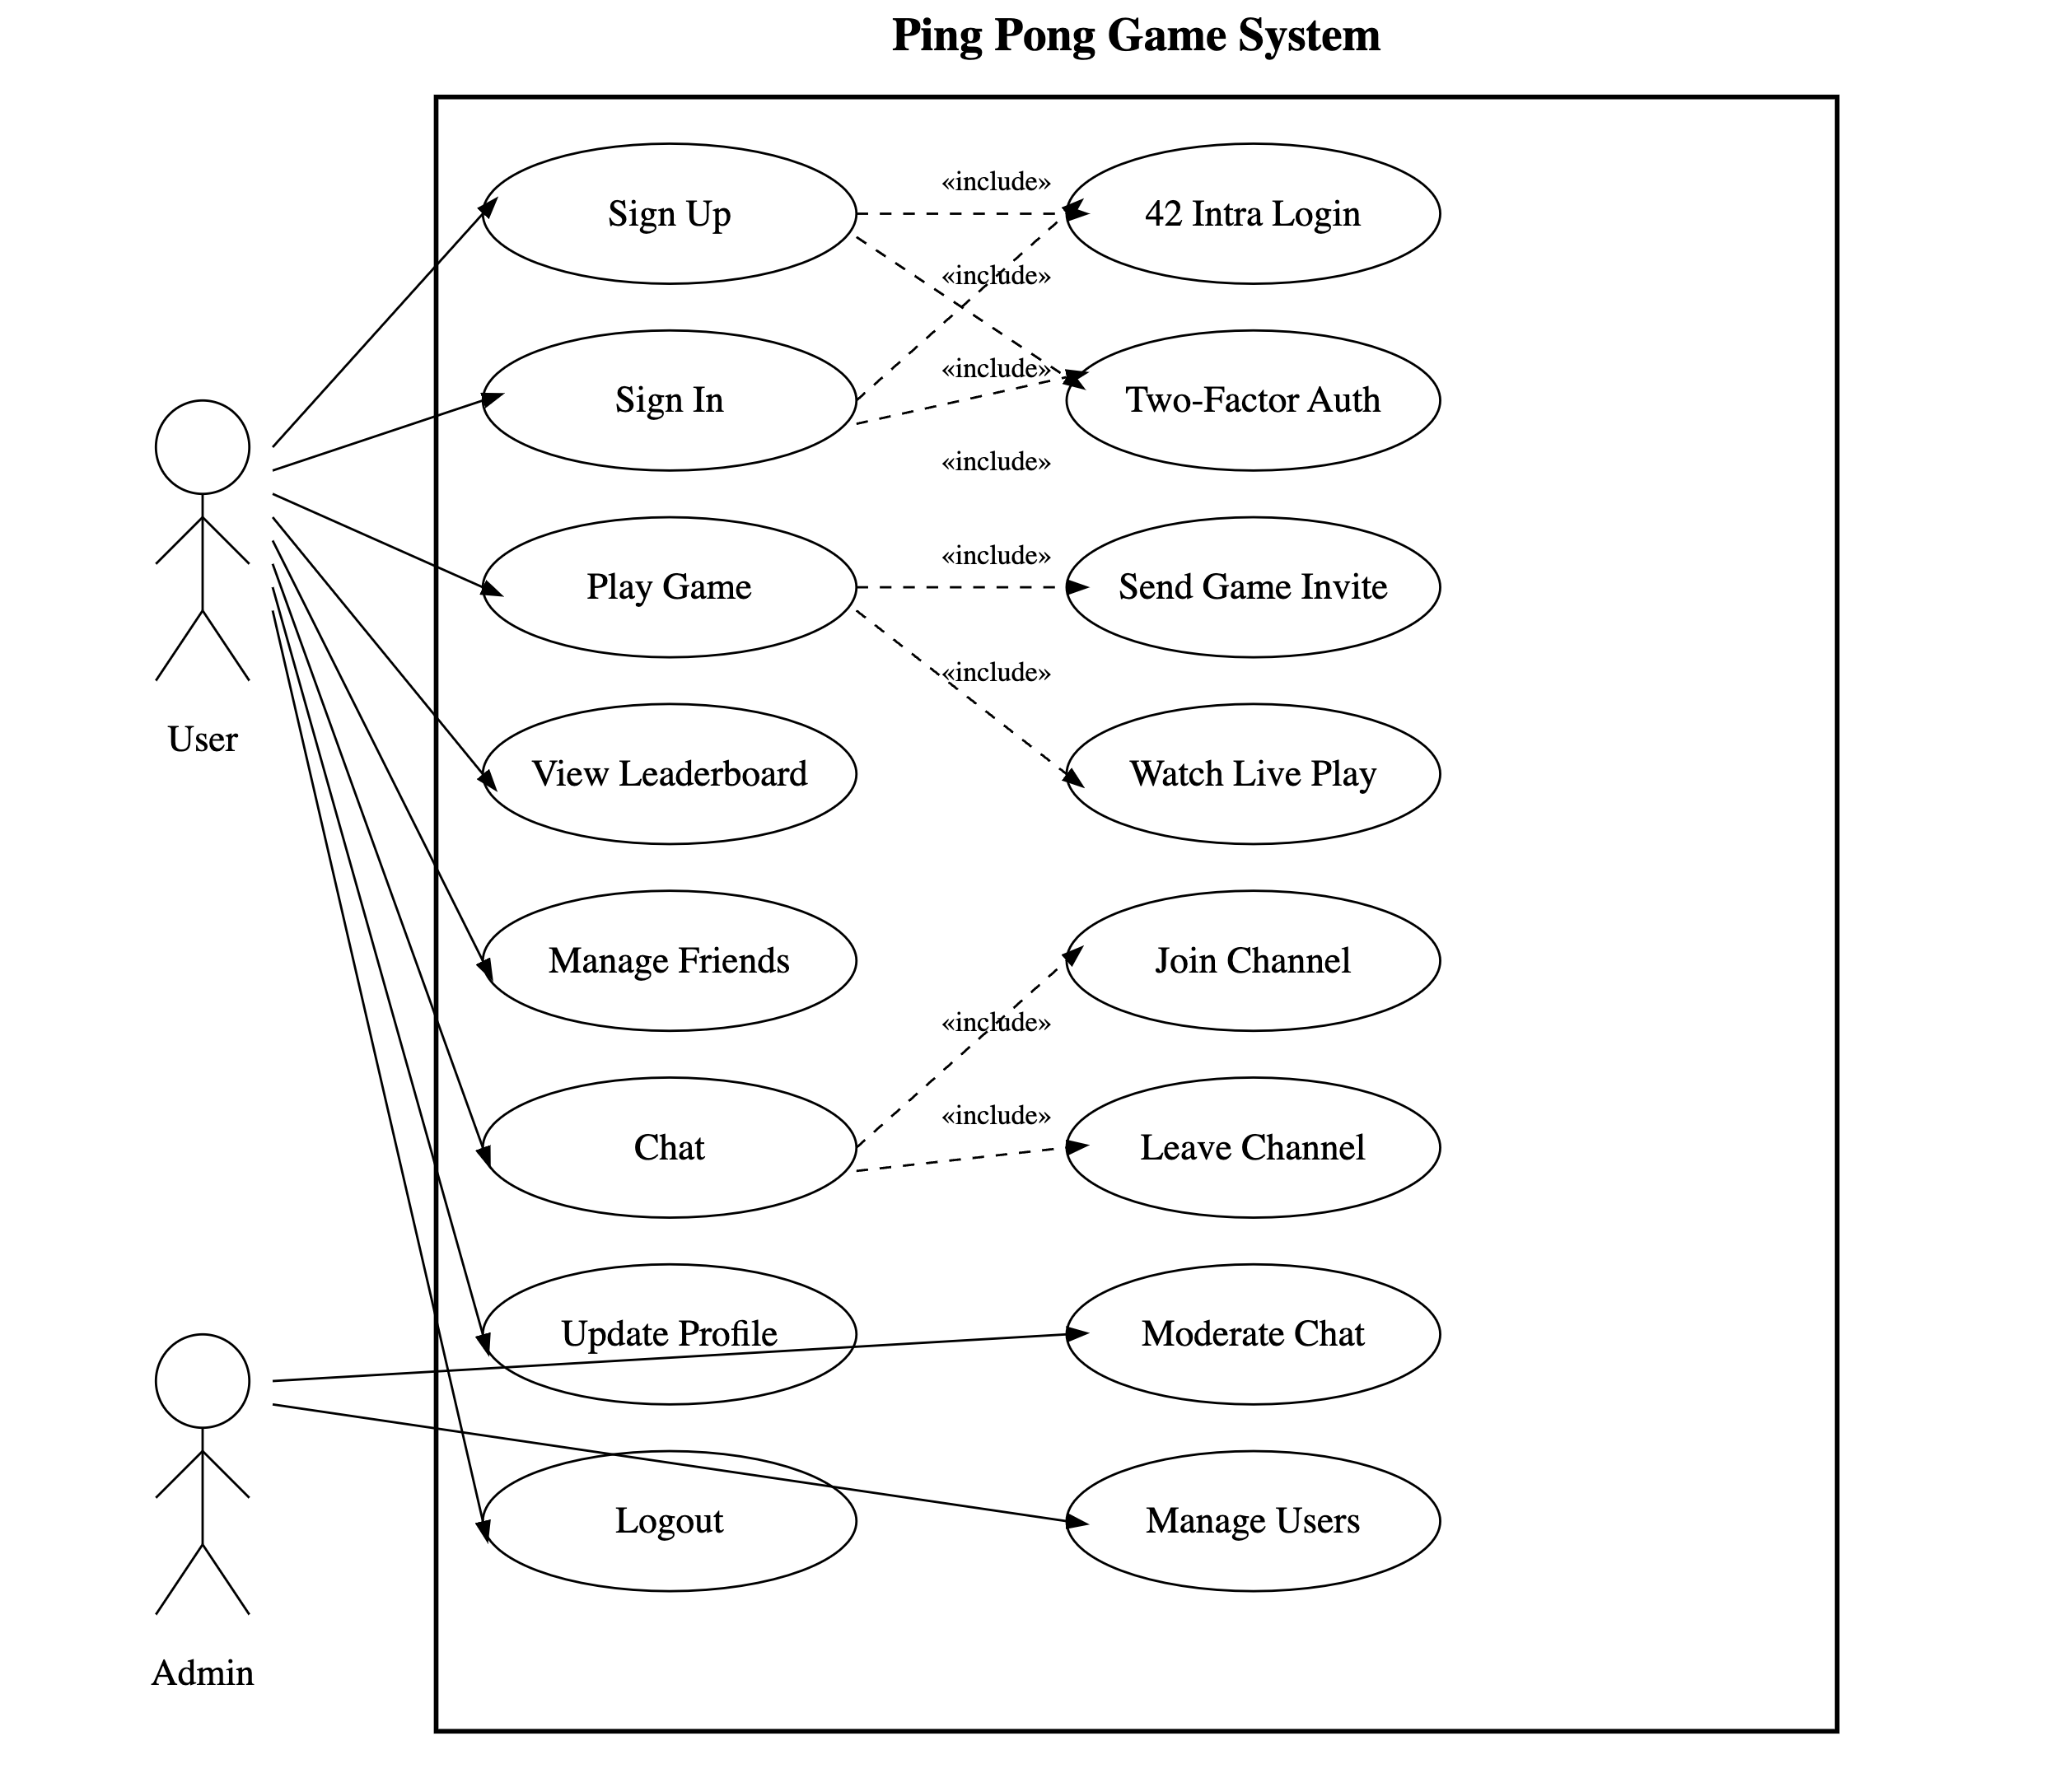 Ping Pong Game System
Sign Up
«include»
42 Intra Login
«include»
Sign In
«include»
Two-Factor Auth
«include»
Play Game
«include»
Send Game Invite
«include»
User
View Leaderboard
Watch Live Play
Manage Friends
Join Channel
«include»
Chat
«include»
Leave Channel
Update Profile
Moderate Chat
Logout
Manage Users
Admin